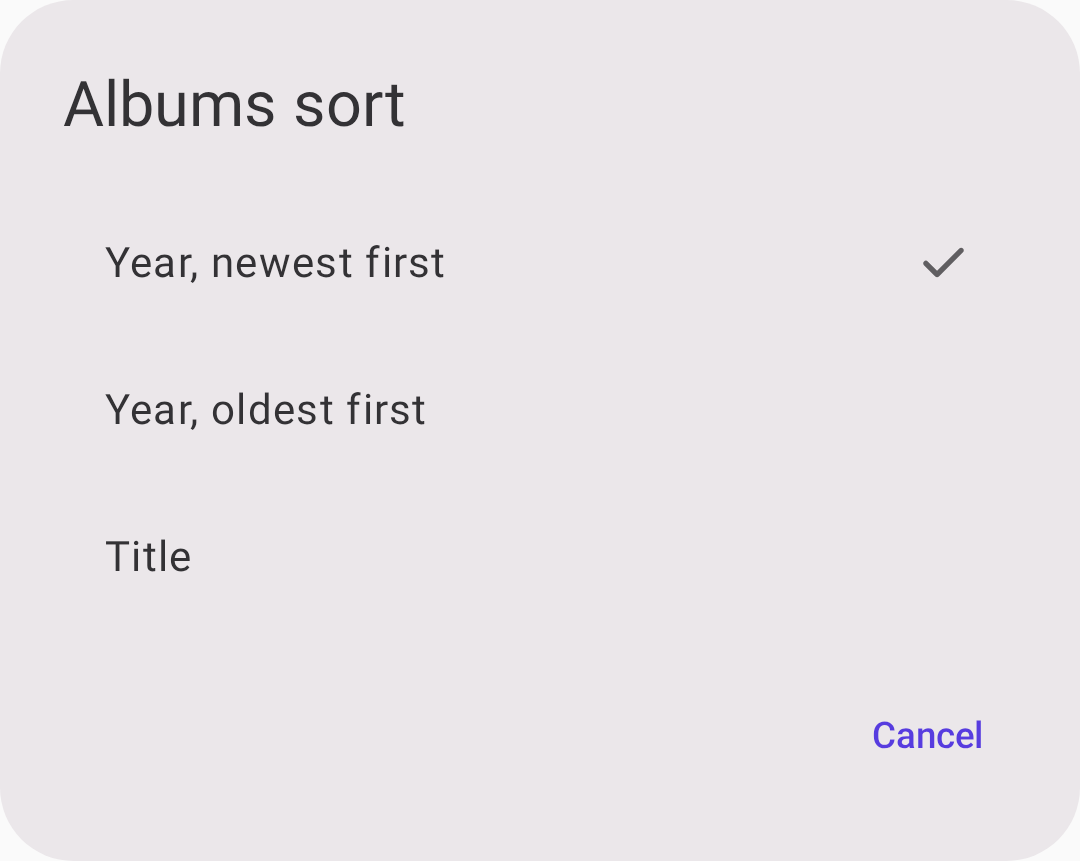 Albums sort
Year, newest first
Year, oldest first
Title
Cancel